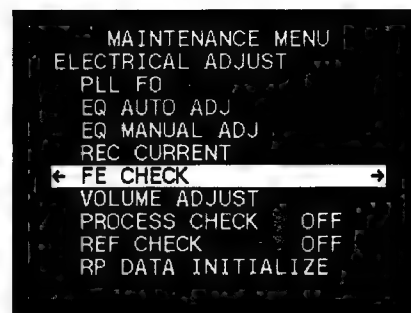 MAINTENANCE MENU
ELECTRICAL ADJUST
PLL FO
EQ AUTO ADJ
EQ MANUAL ADJ
REC CURRENT
← FE CHECK →
VOLUME ADJUST
PROCESS CHECK OFF
REF CHECK OFF
RP DATA INITIALIZE